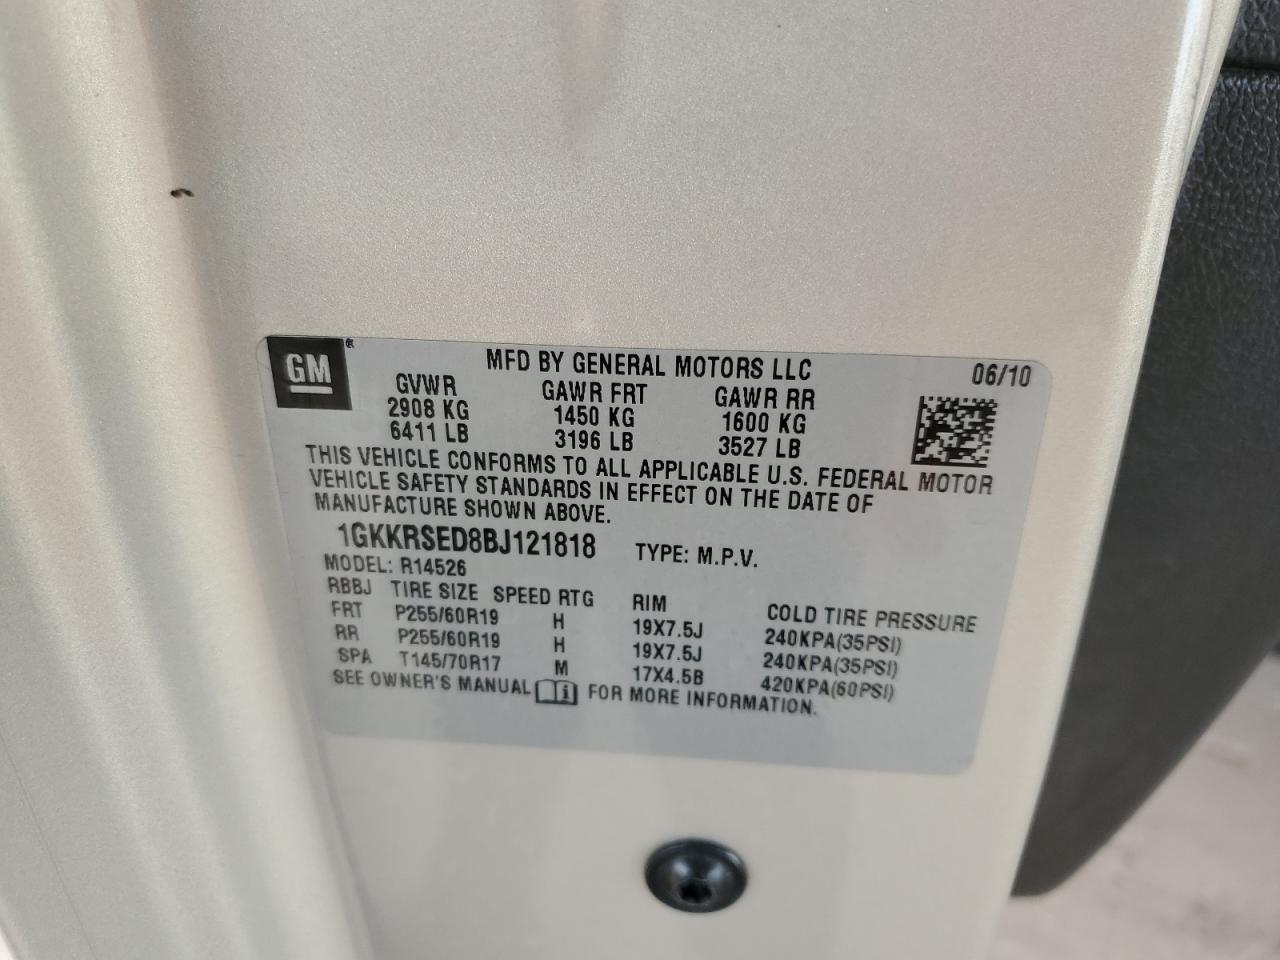 GM
MFD BY GENERAL MOTORS LLC 06/10
GVWR GAWR FRT GAWR RR
2908 KG 1450 KG 1600 KG
6411 LB 3196 LB 3527 LB
THIS VEHICLE CONFORMS TO ALL APPLICABLE U.S. FEDERAL MOTOR
VEHICLE SAFETY STANDARDS IN EFFECT ON THE DATE OF
MANUFACTURE SHOWN ABOVE.
1GKKRSED8BJ121818 TYPE: M.P.V.
MODEL: R14526
RBBJ TIRE SIZE SPEED RTG RIM COLD TIRE PRESSURE
FRT P255/60R19 H 19X7.5J 240KPA(35PSI)
RR P255/60R19 H 19X7.5J 240KPA(35PSI)
SPA T145/70R17 M 17X4.5B 420KPA(60PSI)
SEE OWNER'S MANUAL FOR MORE INFORMATION.